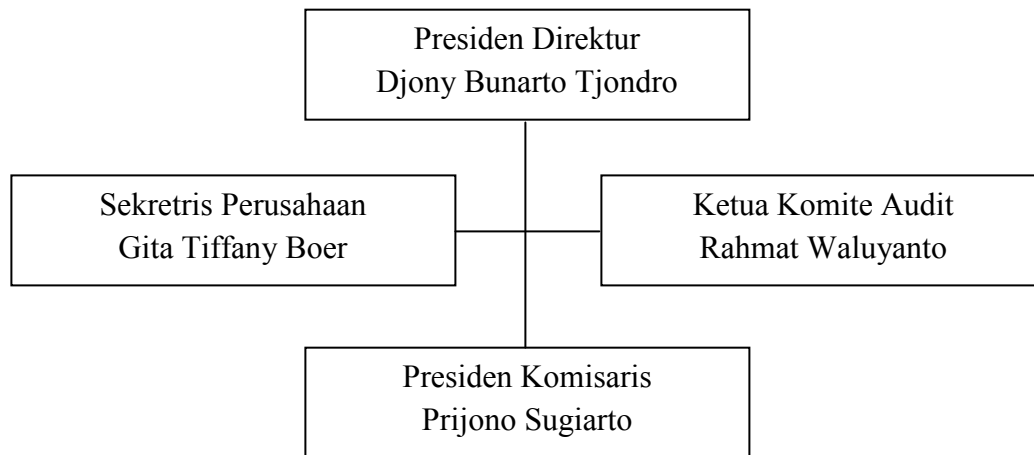 Presiden Direktur
Djony Bunarto Tjondro
Sekretris Perusahaan
Gita Tiffany Boer
Ketua Komite Audit
Rahmat Waluyanto
Presiden Komisaris
Prijono Sugiarto